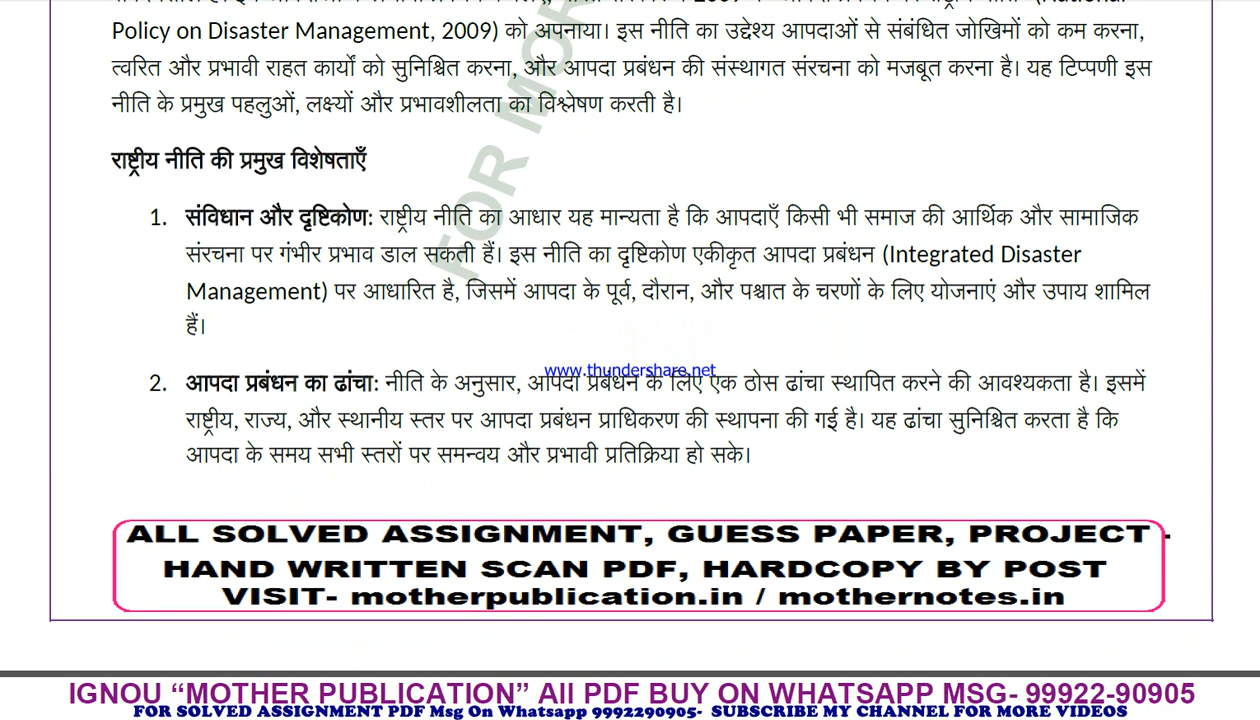 Policy on Disaster Management, 2009) को अपनाया। इस नीति का उद्देश्य आपदाओं से संबंधित जोखिमों को कम करना,
त्वरित और प्रभावी राहत कार्यों को सुनिश्चित करना, और आपदा प्रबंधन की संस्थागत संरचना को मजबूत करना है। यह टिप्पणी इस
नीति के प्रमुख पहलुओं, लक्ष्यों और प्रभावशीलता का विश्लेषण करती है।
FOR MOR
राष्ट्रीय नीति की प्रमुख विशेषताएँ
1. संविधान और दृष्टिकोण: राष्ट्रीय नीति का आधार यह मान्यता है कि आपदाएँ किसी भी समाज की आर्थिक और सामाजिक
संरचना पर गंभीर प्रभाव डाल सकती हैं। इस नीति का दृष्टिकोण एकीकृत आपदा प्रबंधन (Integrated Disaster
Management) पर आधारित है, जिसमें आपदा के पूर्व, दौरान, और पश्चात के चरणों के लिए योजनाएं और उपाय शामिल
हैं।
www.thundershare.net
2. आपदा प्रबंधन का ढांचा: नीति के अनुसार, आपदा प्रबंधन के लिए एक ठोस ढांचा स्थापित करने की आवश्यकता है। इसमें
राष्ट्रीय, राज्य, और स्थानीय स्तर पर आपदा प्रबंधन प्राधिकरण की स्थापना की गई है। यह ढांचा सुनिश्चित करता है कि
आपदा के समय सभी स्तरों पर समन्वय और प्रभावी प्रतिक्रिया हो सके।
ALL SOLVED ASSIGNMENT, GUESS PAPER, PROJECT -
HAND WRITTEN SCAN PDF, HARDCOPY BY POST
VISIT- motherpublication.in / mothernotes.in
IGNOU “MOTHER PUBLICATION” All PDF BUY ON WHATSAPP MSG- 99922-90905
FOR SOLVED ASSIGNMENT PDF Msg On Whatsapp 9992290905- SUBSCRIBE MY CHANNEL FOR MORE VIDEOS